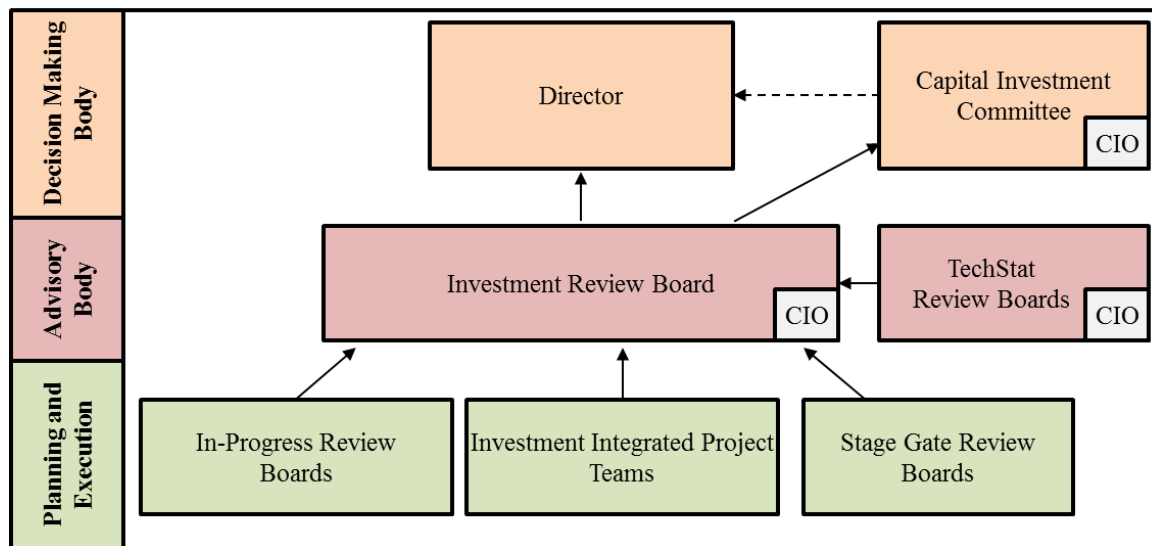 Decision Making
Body
Director
Capital Investment
Committee
CIO
Advisory
Body
Investment Review Board
CIO
TechStat
Review Boards
CIO
Planning and
Execution
In-Progress Review
Boards
Investment Integrated Project
Teams
Stage Gate Review
Boards